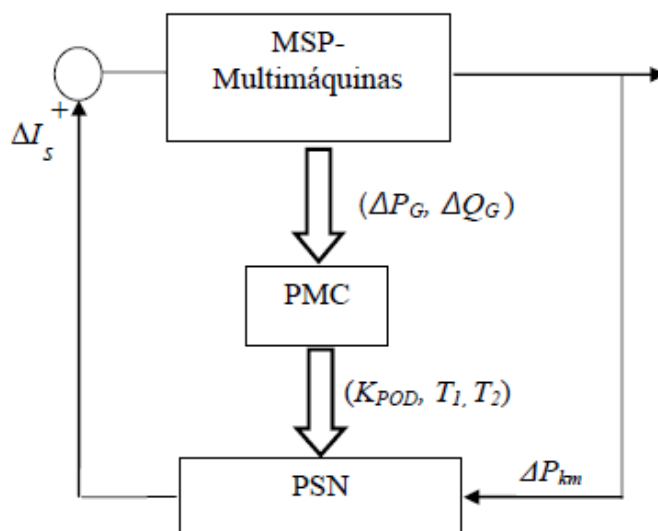 MSP-
Multimáquinas
+
ΔI_s
(ΔP_G, ΔQ_G)
PMC
(K_POD, T_1, T_2)
PSN
ΔP_km